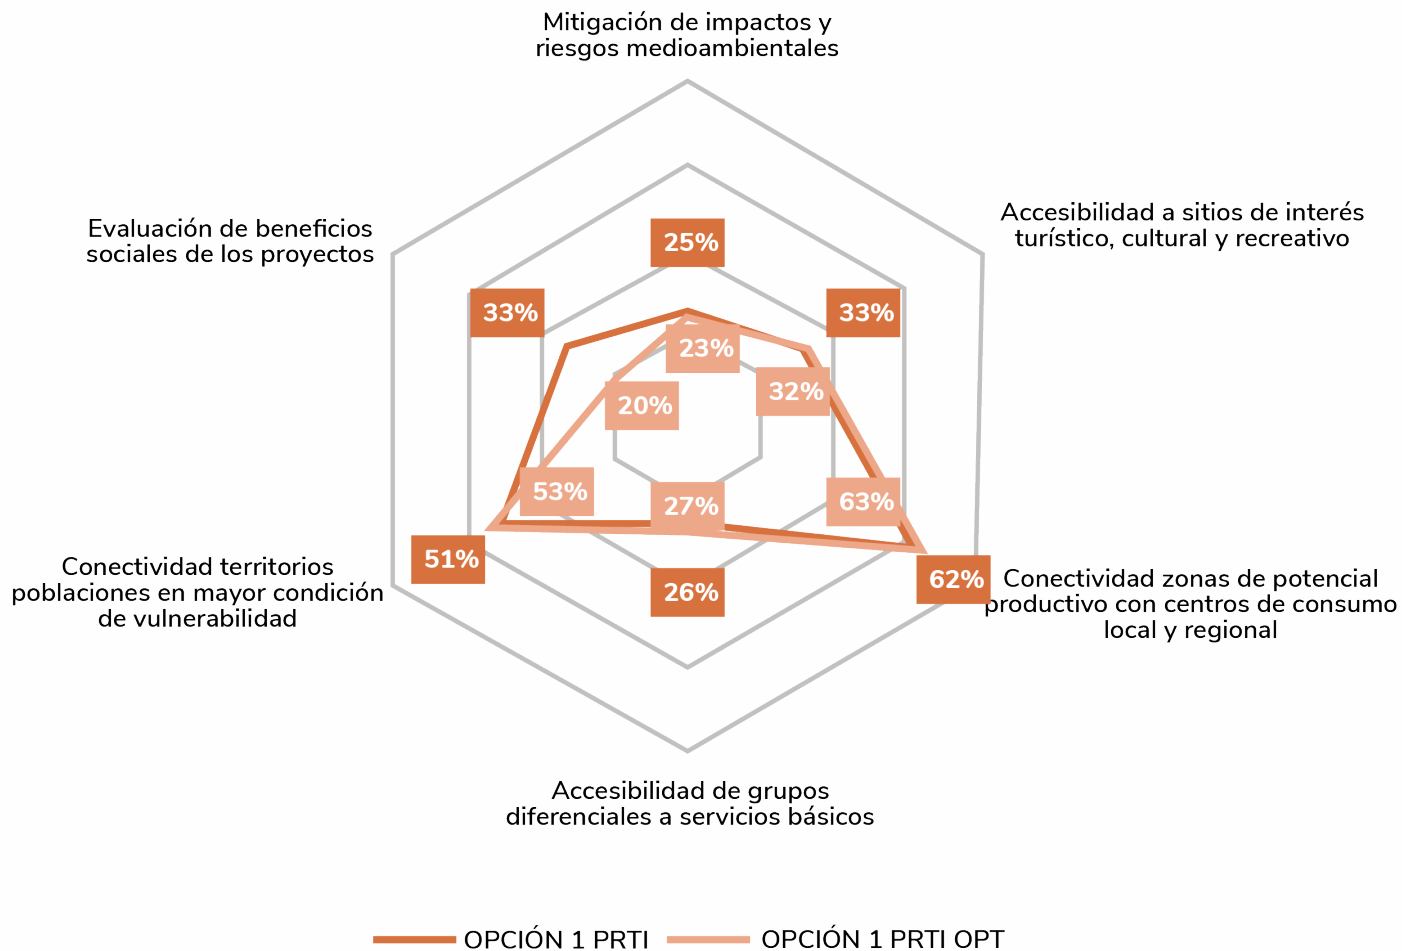 Mitigación de impactos y
riesgos medioambientales
Accesibilidad a sitios de interés
turístico, cultural y recreativo
Evaluación de beneficios
sociales de los proyectos
25%
33%
33%
23%
32%
20%
53%
27%
63%
51%
26%
62%
Conectividad territorios
poblaciones en mayor condición
de vulnerabilidad
Conectividad zonas de potencial
productivo con centros de consumo
local y regional
Accesibilidad de grupos
diferenciales a servicios básicos
OPCIÓN 1 PRTI
OPCIÓN 1 PRTI OPT